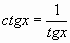 ctgx = 1/tgx